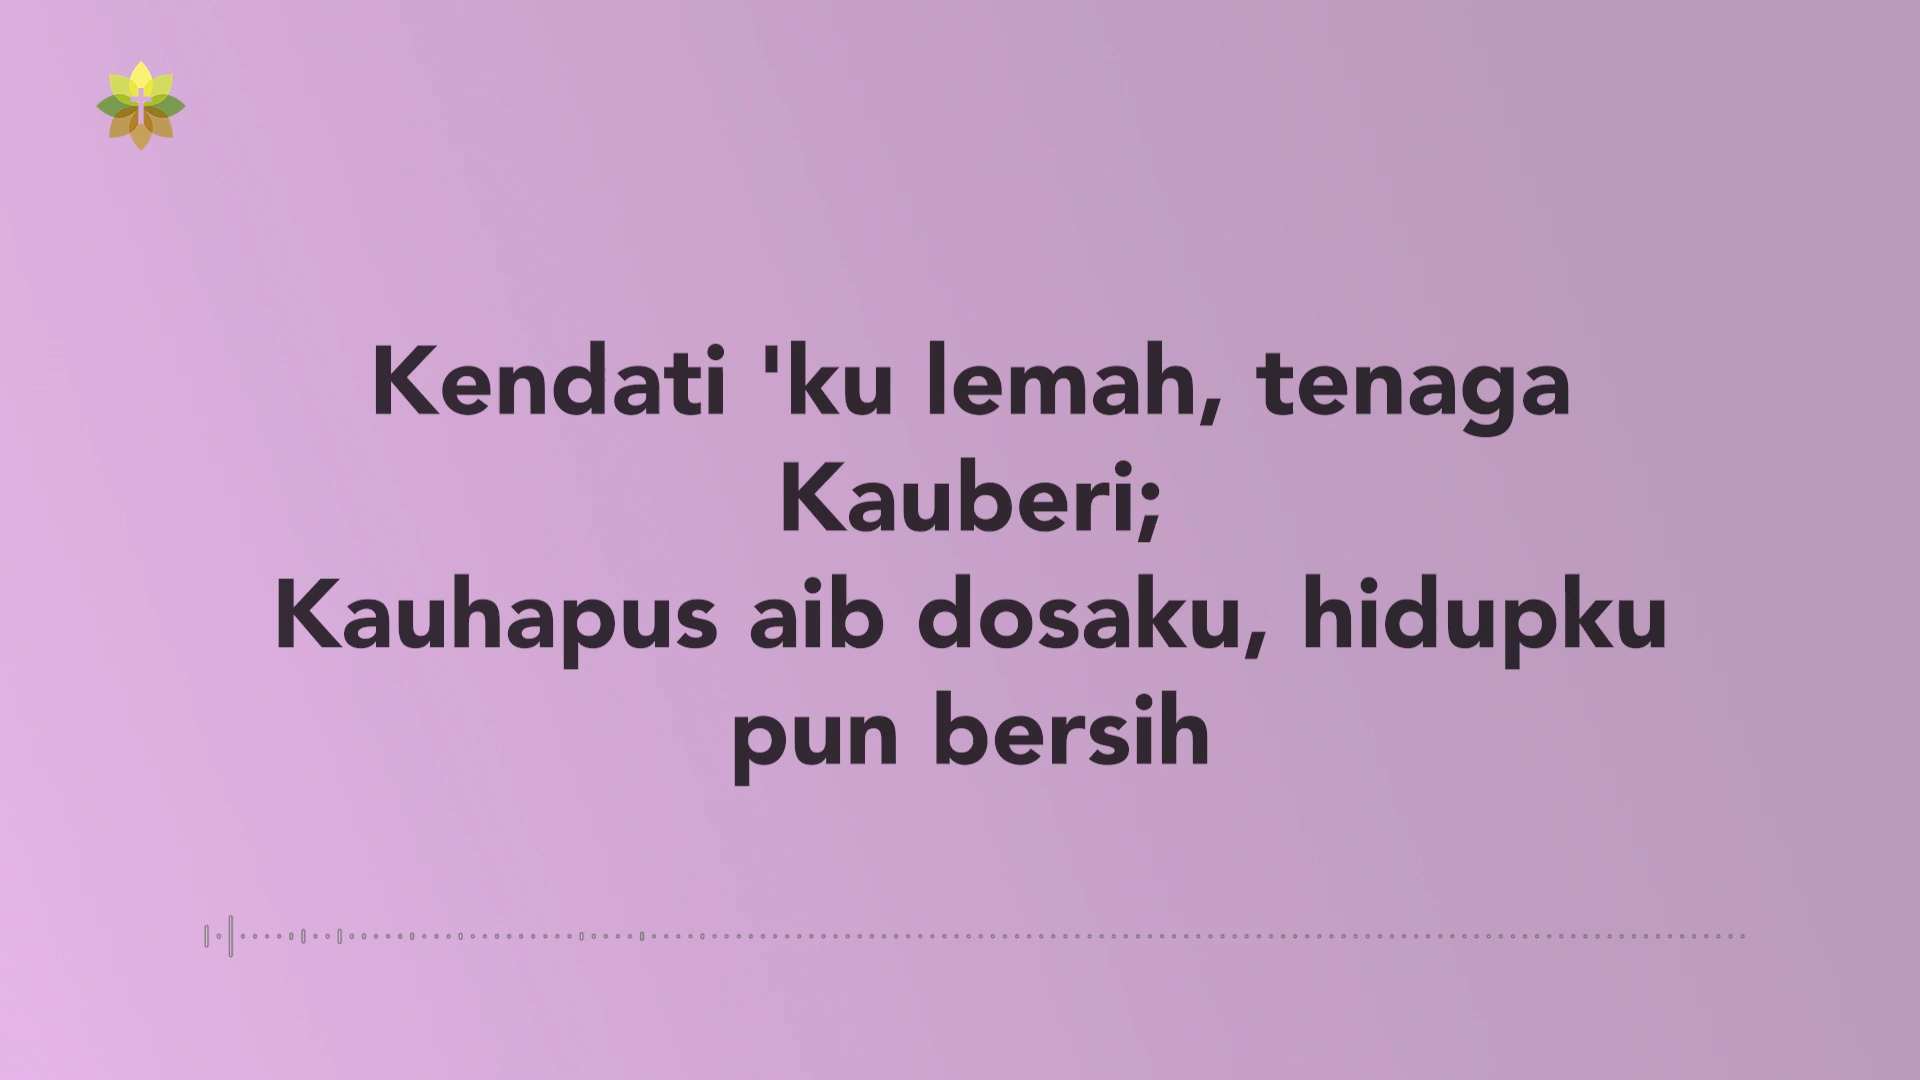 Kendati 'ku lemah, tenaga
Kauberi;
Kauhapus aib dosaku, hidupku
pun bersih